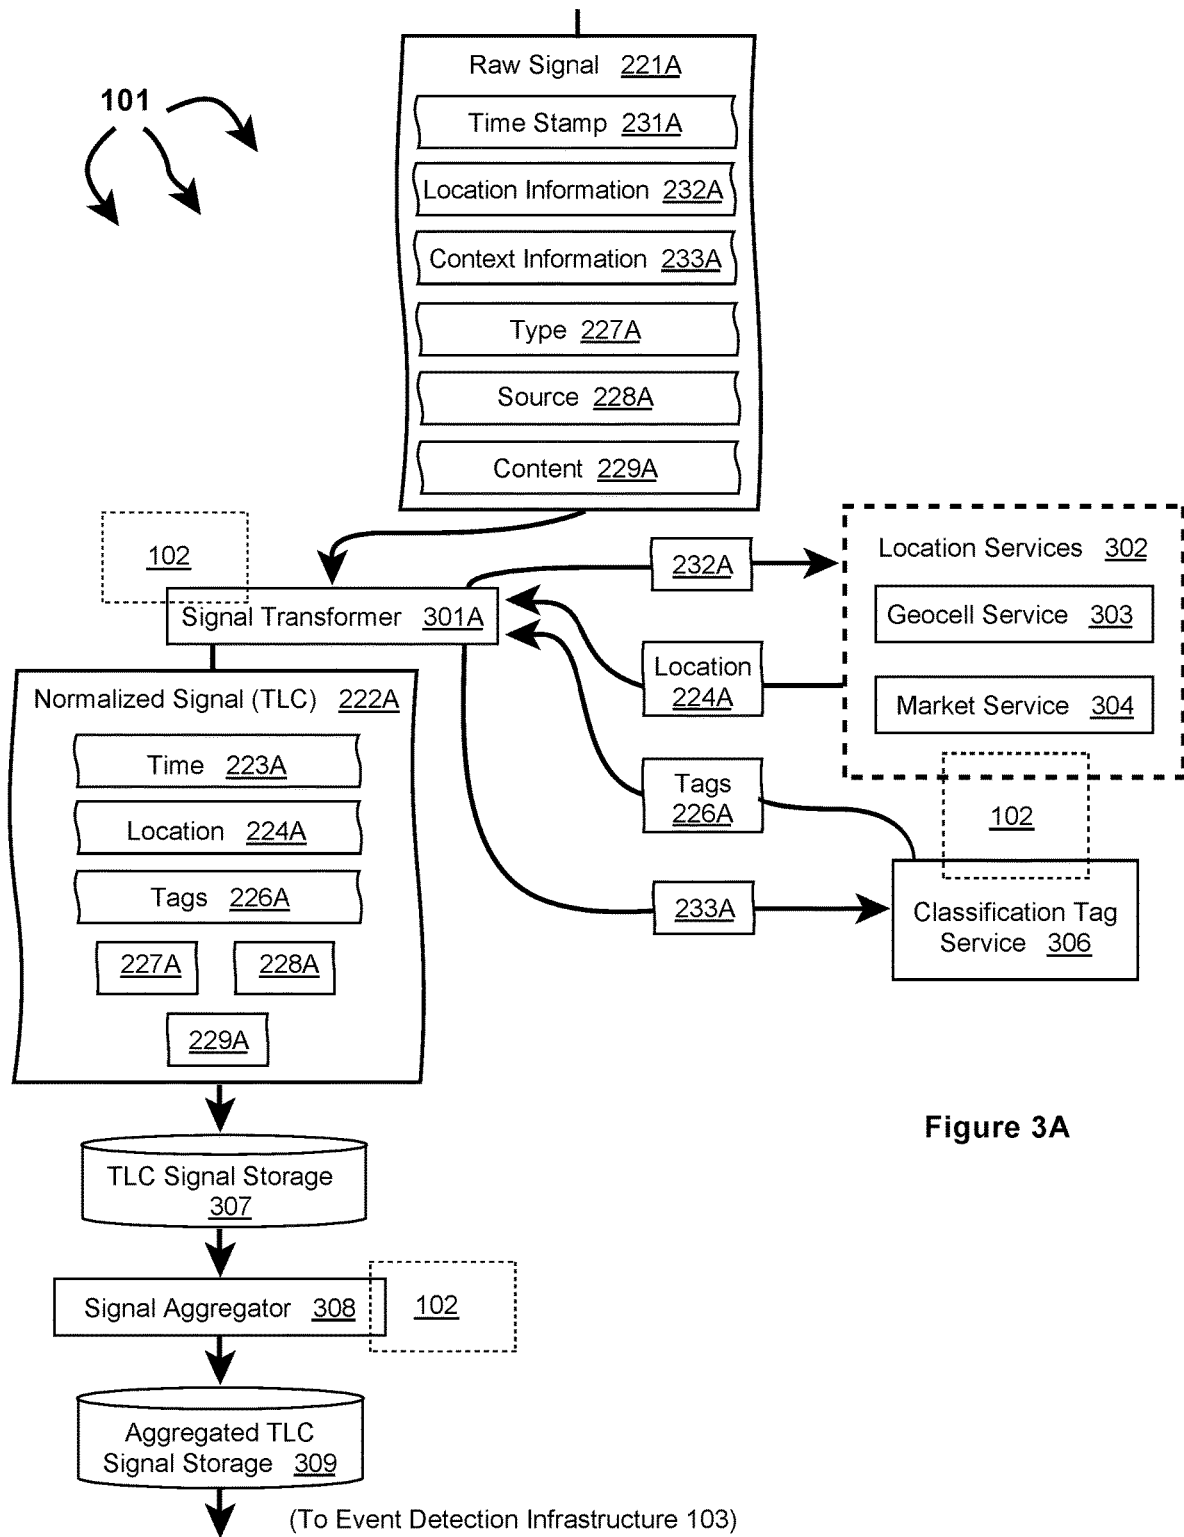 Raw Signal 221A
101
Time Stamp 231A
Location Information 232A
Context Information 233A
Type 227A
Source 228A
Content 229A
102
232A
Location Services 302
Signal Transformer 301A
Geocell Service 303
Location
224A
Normalized Signal (TLC) 222A
Market Service 304
Time 223A
Tags
226A
102
Location 224A
Tags 226A
233A
Classification Tag
Service 306
227A
228A
229A
Figure 3A
TLC Signal Storage
307
Signal Aggregator 308
102
Aggregated TLC
Signal Storage 309
(To Event Detection Infrastructure 103)